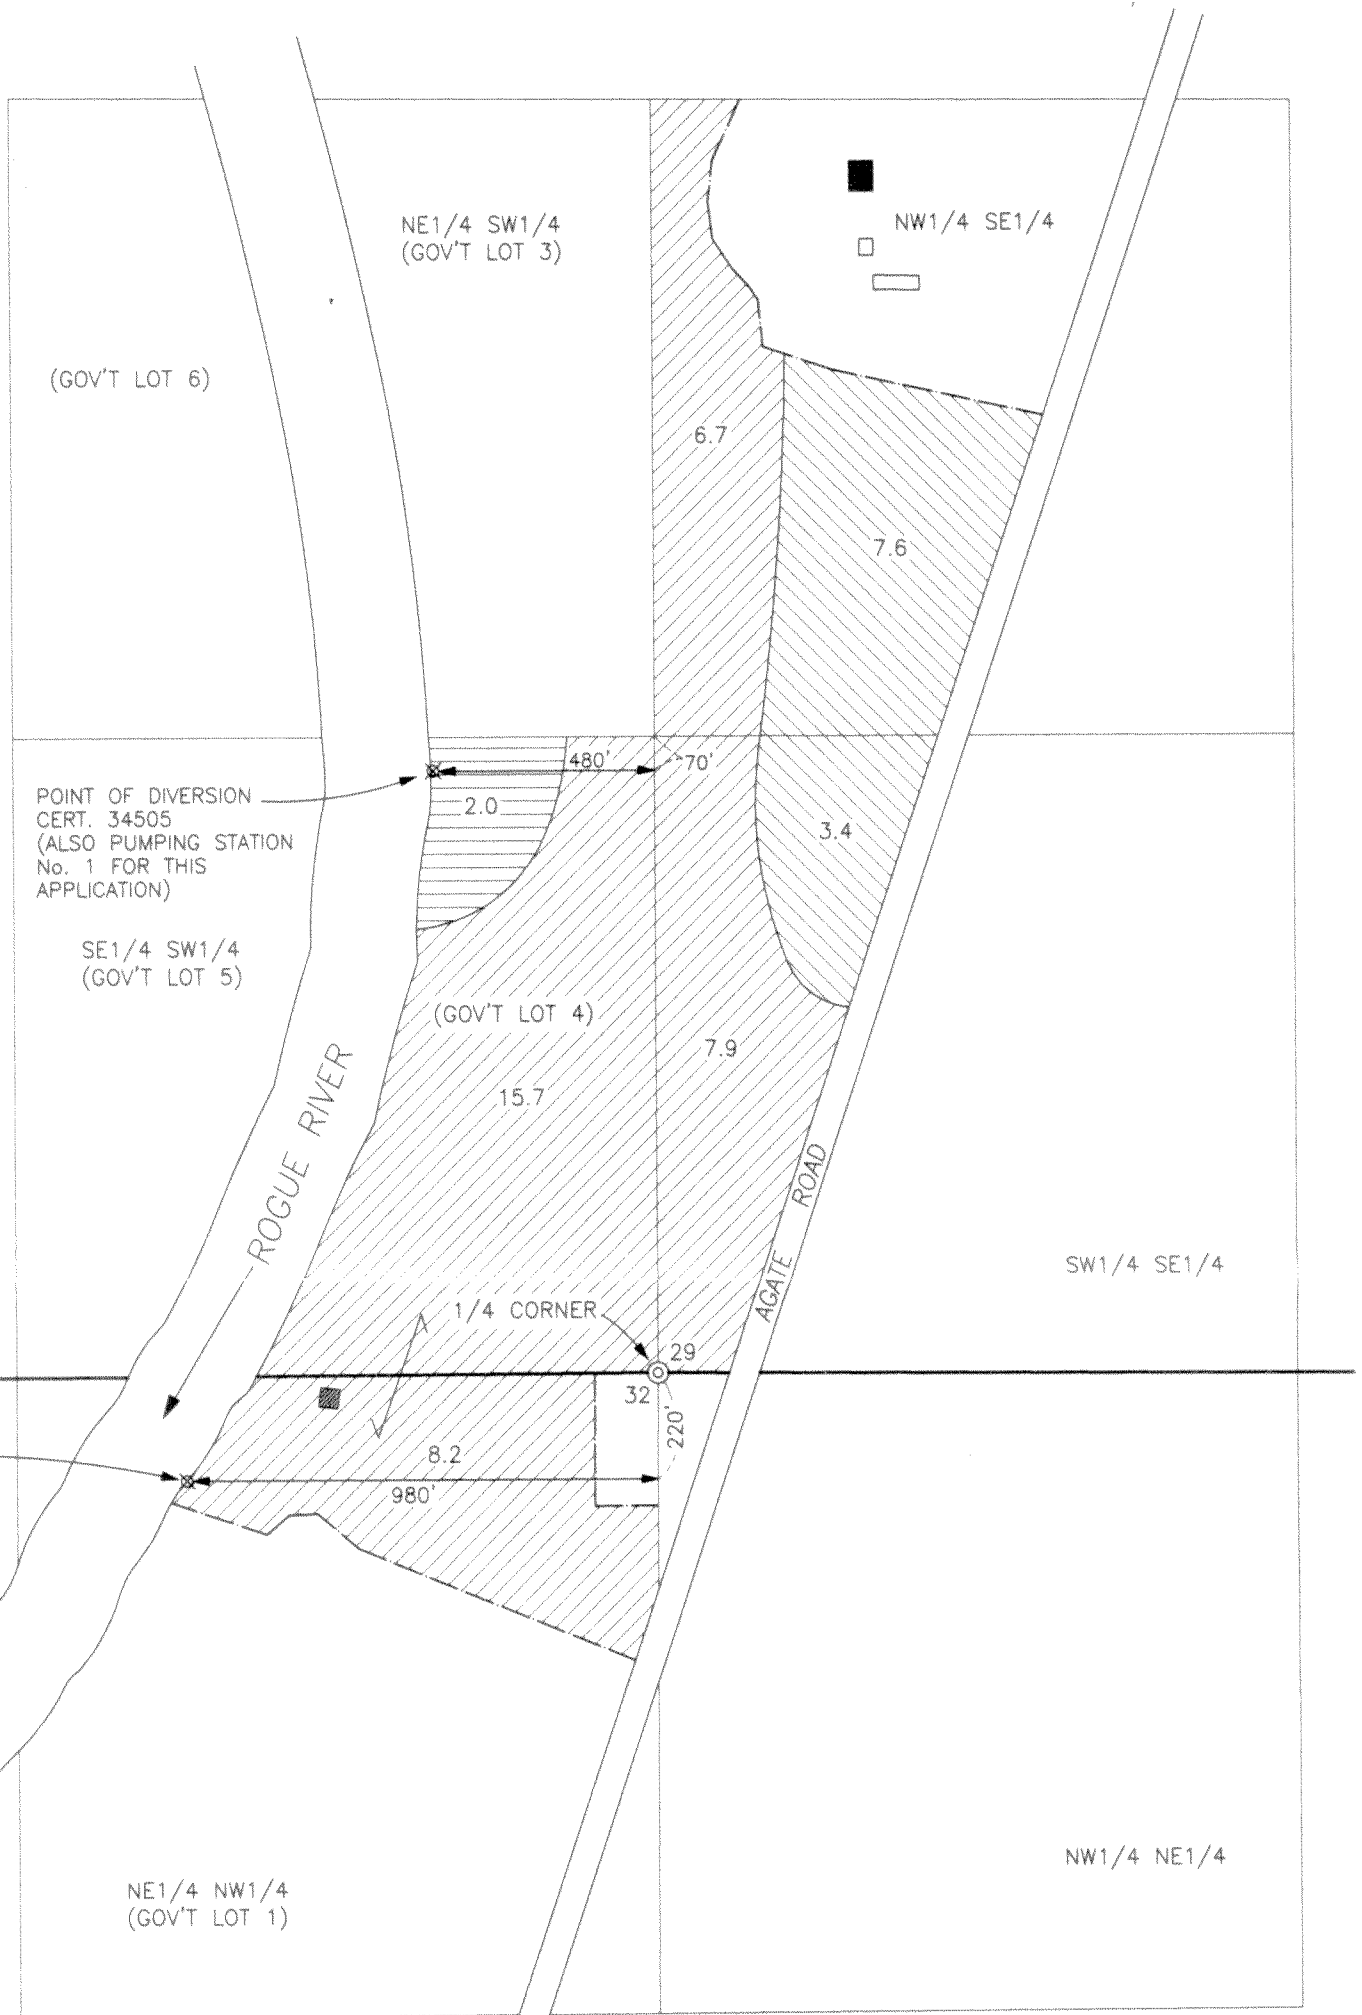 NE1/4 SW1/4
(GOV'T LOT 3)
NW1/4 SE1/4
(GOV'T LOT 6)
6.7
7.6
480'
70'
POINT OF DIVERSION
CERT. 34505
(ALSO PUMPING STATION
No. 1 FOR THIS
APPLICATION)
2.0
3.4
SE1/4 SW1/4
(GOV'T LOT 5)
(GOV'T LOT 4)
7.9
15.7
ROGUE RIVER
AGATE ROAD
SW1/4 SE1/4
1/4 CORNER
29
32
220'
8.2
980'
NW1/4 NE1/4
NE1/4 NW1/4
(GOV'T LOT 1)